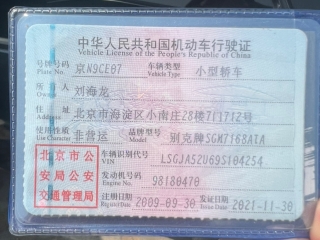 中华人民共和国机动车行驶证
Vehicle License of the People's Republic of China
号牌号码 京N9CE07 车辆类型 小型轿车
Plate No. Vehicle Type
所有人 刘海龙
Owner
住址 北京市海淀区小南庄28楼7门712号
Address
使用性质 非营运 品牌型号 别克牌SGM7168ATA
Use Character Model
北京市公 车辆识别代号 LSGJA52U69S104254
安局公安 VIN
交通管理局 发动机号码 98180470
Engine No.
注册日期 2009-09-30 发证日期 2021-11-30
Register Date Issue Date